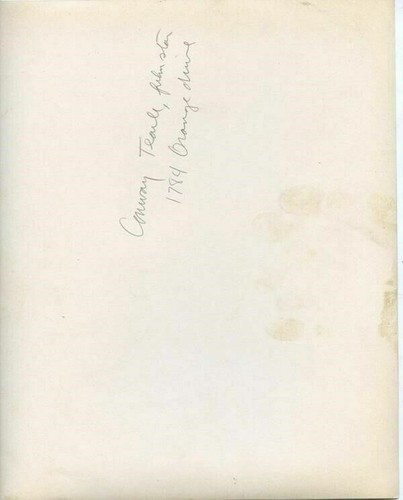 Conway Tearle, film star
1784 Orange drive